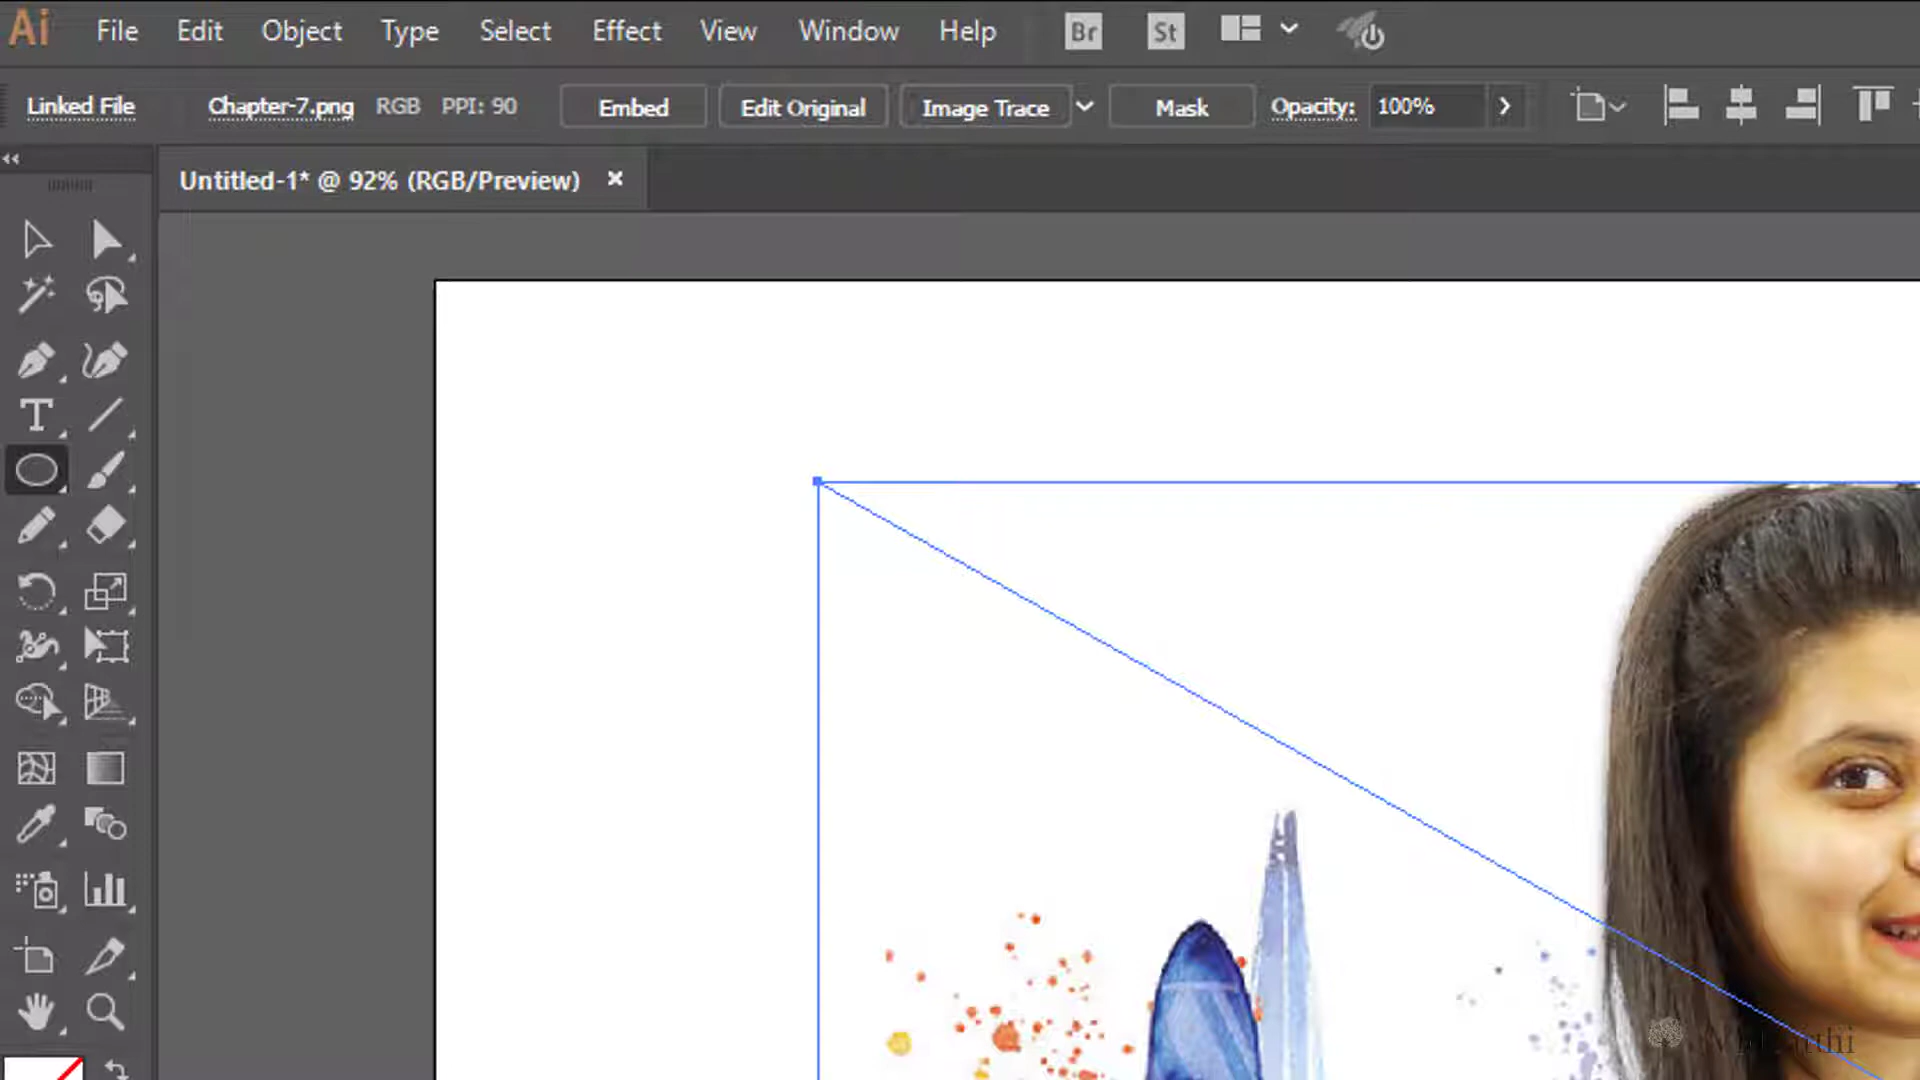 Ai File Edit Object Type Select Effect View Window Help Br St
Linked File Chapter-7.png RGB PPI: 90 Embed Edit Original Image Trace Mask Opacity: 100%
Untitled-1* @ 92% (RGB/Preview)